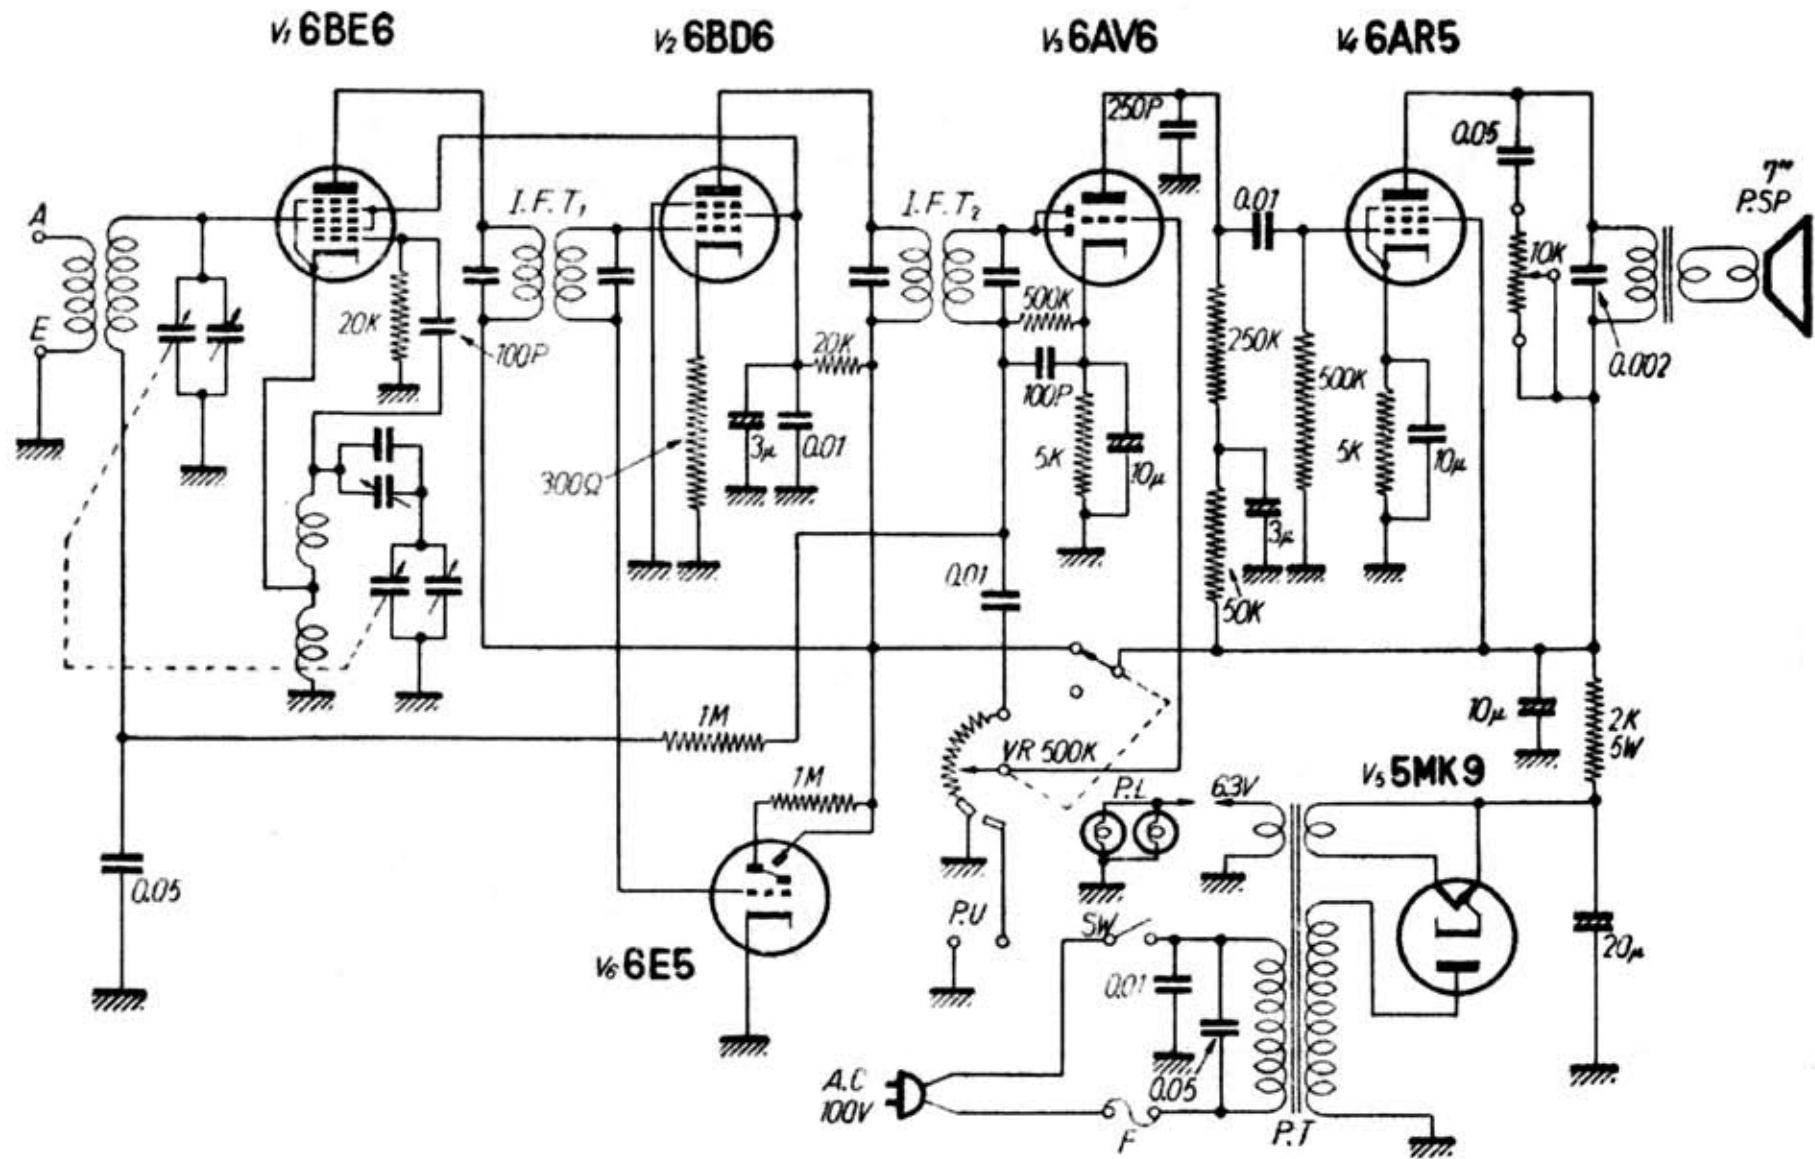 V1 6BE6
V2 6BD6
V3 6AV6
V4 6AR5
250P
0.05
7"
P.SP
A
I.F.T1
I.F.T2
0.01
10K
E
20K
100P
500K
20K
250K
0.002
100P
500K
300Ω
3μ
0.01
5K
10μ
5K
10μ
3μ
0.01
50K
1M
10μ
2K
5W
VR 500K
1M
P.L
6.3V
V5 5MK9
0.05
P.U
SW
20μ
V6 6E5
0.01
A.C
100V
0.05
F
P.T